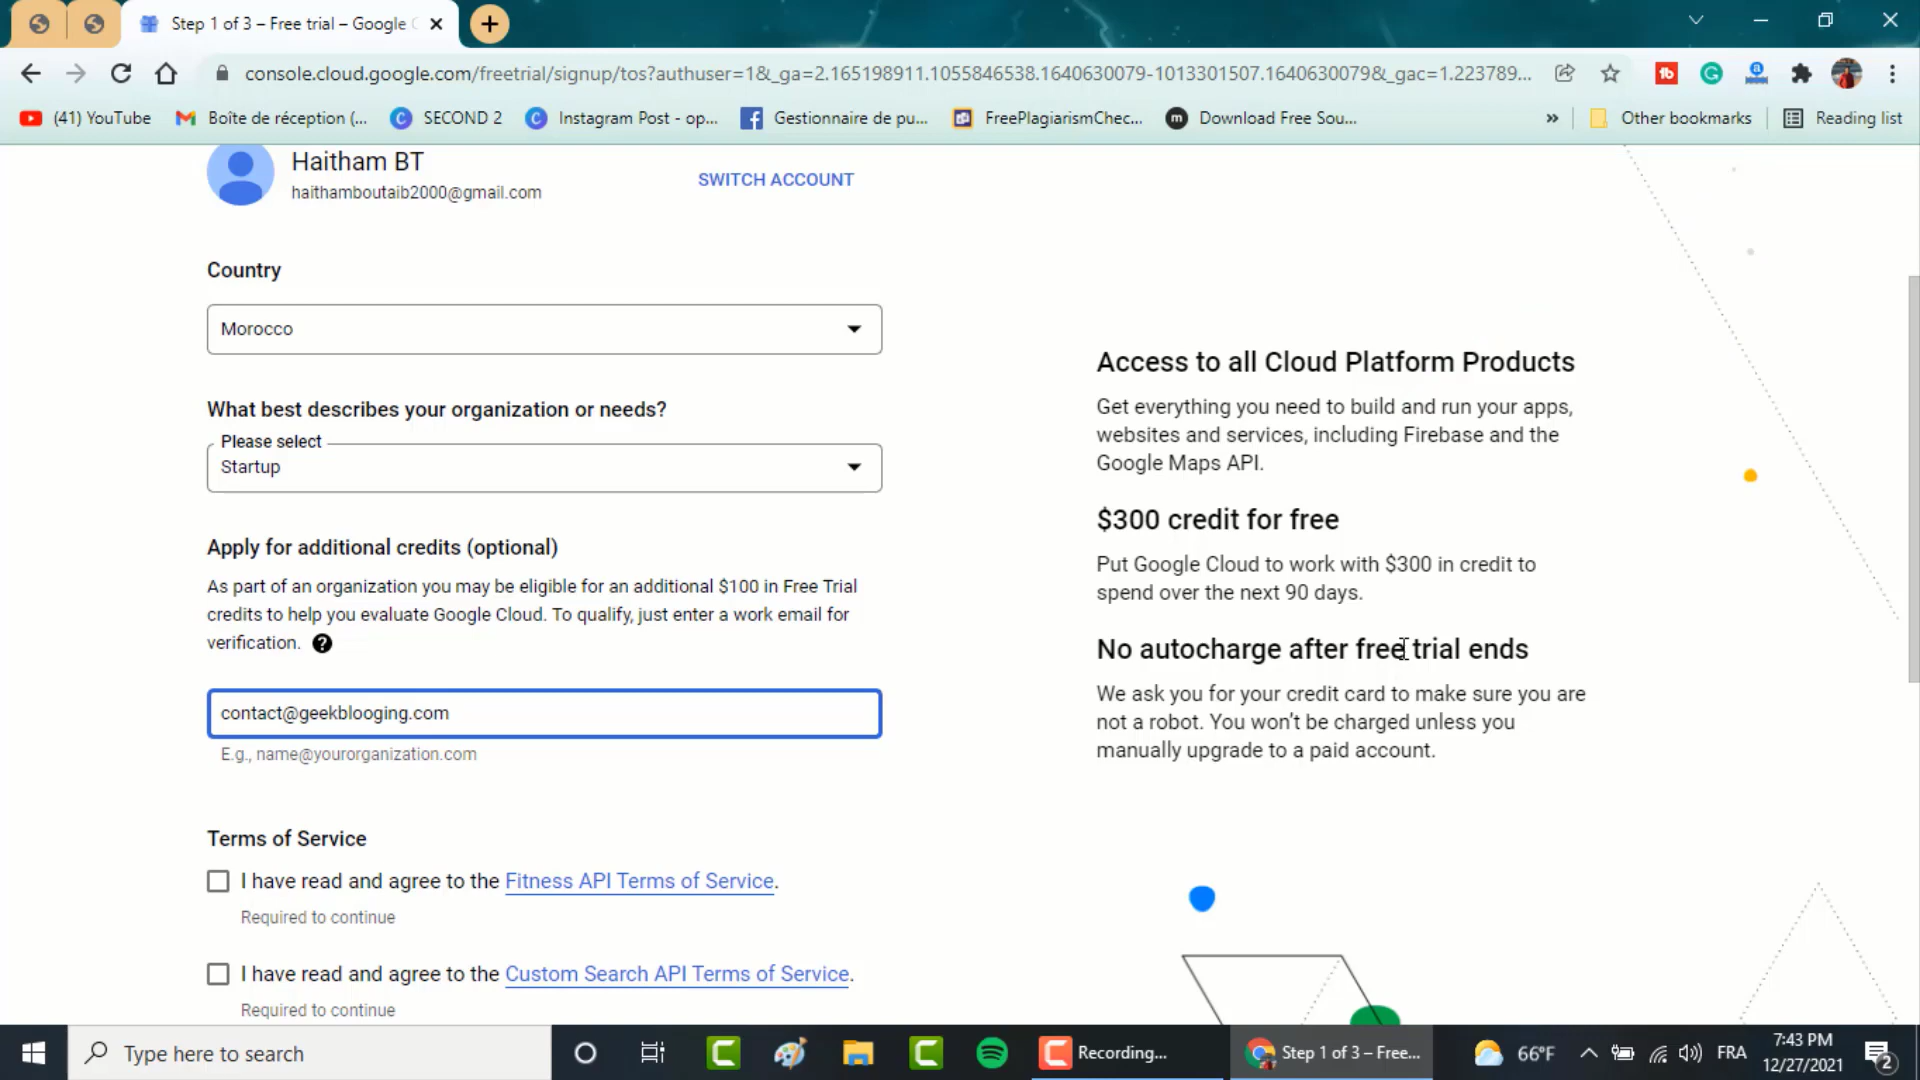 Step 1 of 3 – Free trial – Google
console.cloud.google.com/freetrial/signup/tos?authuser=1&_ga=2.165198911.1055846538.1640630079-1013301507.1640630079&_gac=1.223789...
(41) YouTube
Boîte de réception (...
SECOND 2
Instagram Post - op...
Gestionnaire de pu...
FreePlagiarismChec...
Download Free Sou...
»
Other bookmarks
Reading list
Haitham BT
haithamboutaib2000@gmail.com
SWITCH ACCOUNT
Country
Morocco
What best describes your organization or needs?
Please select
Startup
Apply for additional credits (optional)
As part of an organization you may be eligible for an additional $100 in Free Trial
credits to help you evaluate Google Cloud. To qualify, just enter a work email for
verification.
contact@geekblooging.com
E.g., name@yourorganization.com
Terms of Service
I have read and agree to the Fitness API Terms of Service.
Required to continue
I have read and agree to the Custom Search API Terms of Service.
Required to continue
Access to all Cloud Platform Products
Get everything you need to build and run your apps,
websites and services, including Firebase and the
Google Maps API.
$300 credit for free
Put Google Cloud to work with $300 in credit to
spend over the next 90 days.
No autocharge after free trial ends
We ask you for your credit card to make sure you are
not a robot. You won't be charged unless you
manually upgrade to a paid account.
Type here to search
Recording...
Step 1 of 3 – Free...
66°F
FRA
7:43 PM
12/27/2021
2